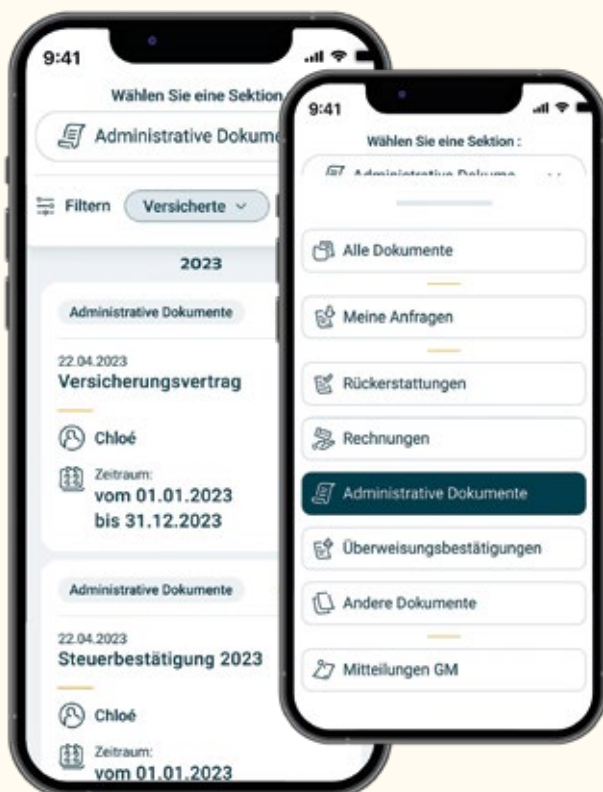 9:41
Wählen Sie eine Sektion
Administrative Dokume
Filtern
Versicherte
2023
Administrative Dokumente
22.04.2023
Versicherungsvertrag
Chloé
Zeitraum:
vom 01.01.2023
bis 31.12.2023
Administrative Dokumente
22.04.2023
Steuerbestätigung 2023
Chloé
Zeitraum:
vom 01.01.2023
9:41
Wählen Sie eine Sektion :
Administrative Dokume
Alle Dokumente
Meine Anfragen
Rückerstattungen
Rechnungen
Administrative Dokumente
Überweisungsbestätigungen
Andere Dokumente
Mitteilungen GM